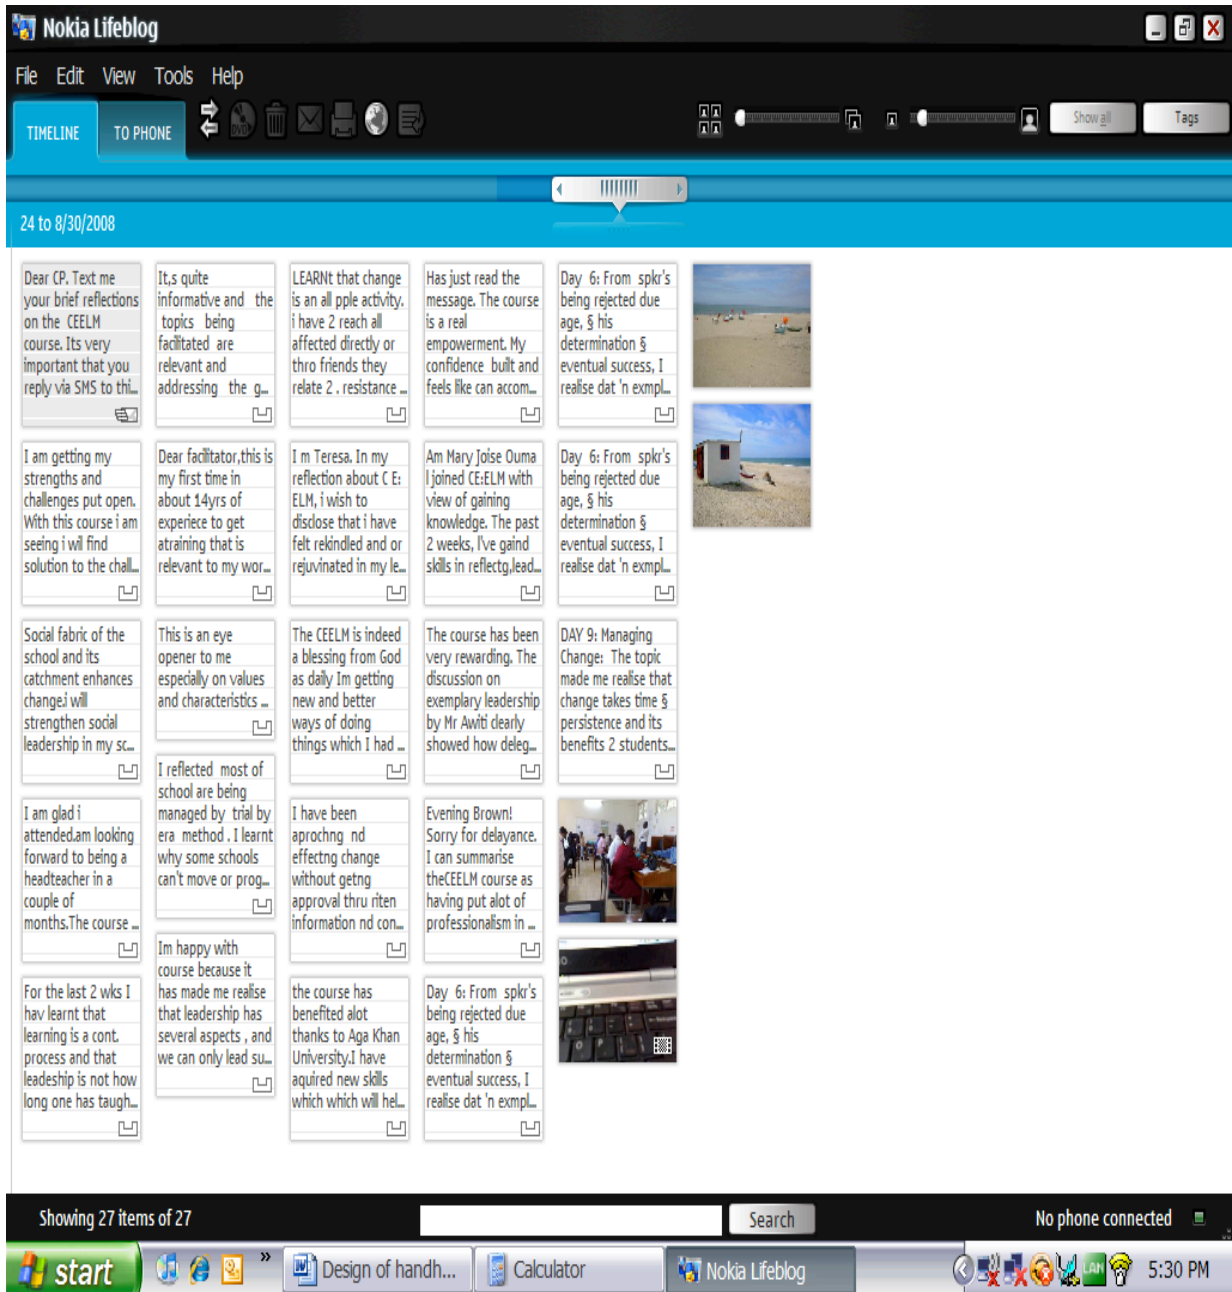 Nokia Lifeblog
File Edit View Tools Help
TIMELINE
TO PHONE
DVD
Show all
Tags
24 to 8/30/2008
Dear CP. Text me
your brief reflections
on the CEELM
course. Its very
important that you
reply via SMS to thi...
I am getting my
strengths and
challenges put open.
With this course i am
seeing i wil find
solution to the chall...
Social fabric of the
school and its
catchment enhances
change.i will
strengthen social
leadership in my sc...
I am glad i
attended.am looking
forward to being a
headteacher in a
couple of
months.The course ...
For the last 2 wks I
hav learnt that
learning is a cont.
process and that
leadeship is not how
long one has taugh...
It,s quite
informative and the
topics being
facilitated are
relevant and
addressing the g...
Dear facilitator,this is
my first time in
about 14yrs of
experiece to get
atraining that is
relevant to my wor...
This is an eye
opener to me
especially on values
and characteristics ...
I reflected most of
school are being
managed by trial by
era method . I learnt
why some schools
can't move or prog...
Im happy with
course because it
has made me realise
that leadership has
several aspects , and
we can only lead su...
LEARNt that change
is an all pple activity.
i have 2 reach all
affected directly or
thro friends they
relate 2 . resistance ...
I m Teresa. In my
reflection about C E:
ELM, i wish to
disclose that i have
felt rekindled and or
rejuvinated in my le...
The CEELM is indeed
a blessing from God
as daily Im getting
new and better
ways of doing
things which I had ...
I have been
aprochng nd
effectng change
without getng
approval thru riten
information nd con...
the course has
benefited alot
thanks to Aga Khan
University.I have
aquired new skills
which which will hel...
Has just read the
message. The course
is a real
empowerment. My
confidence built and
feels like can accom...
Am Mary Joise Ouma
I joined CE:ELM with
view of gaining
knowledge. The past
2 weeks, I've gaind
skills in reflectg,lead...
The course has been
very rewarding. The
discussion on
exemplary leadership
by Mr Awiti clearly
showed how deleg...
Evening Brown!
Sorry for delayance.
I can summarise
theCEELM course as
having put alot of
professionalism in ...
Day 6: From spkr's
being rejected due
age, § his
determination §
eventual success, I
realise dat 'n exmpl...
Day 6: From spkr's
being rejected due
age, § his
determination §
eventual success, I
realise dat 'n exmpl...
Day 6: From spkr's
being rejected due
age, § his
determination §
eventual success, I
realise dat 'n exmpl...
DAY 9: Managing
Change: The topic
made me realise that
change takes time §
persistence and its
benefits 2 students...
O P
Showing 27 items of 27
Search
No phone connected
start
»
Design of handh...
Calculator
Nokia Lifeblog
LAN
5:30 PM